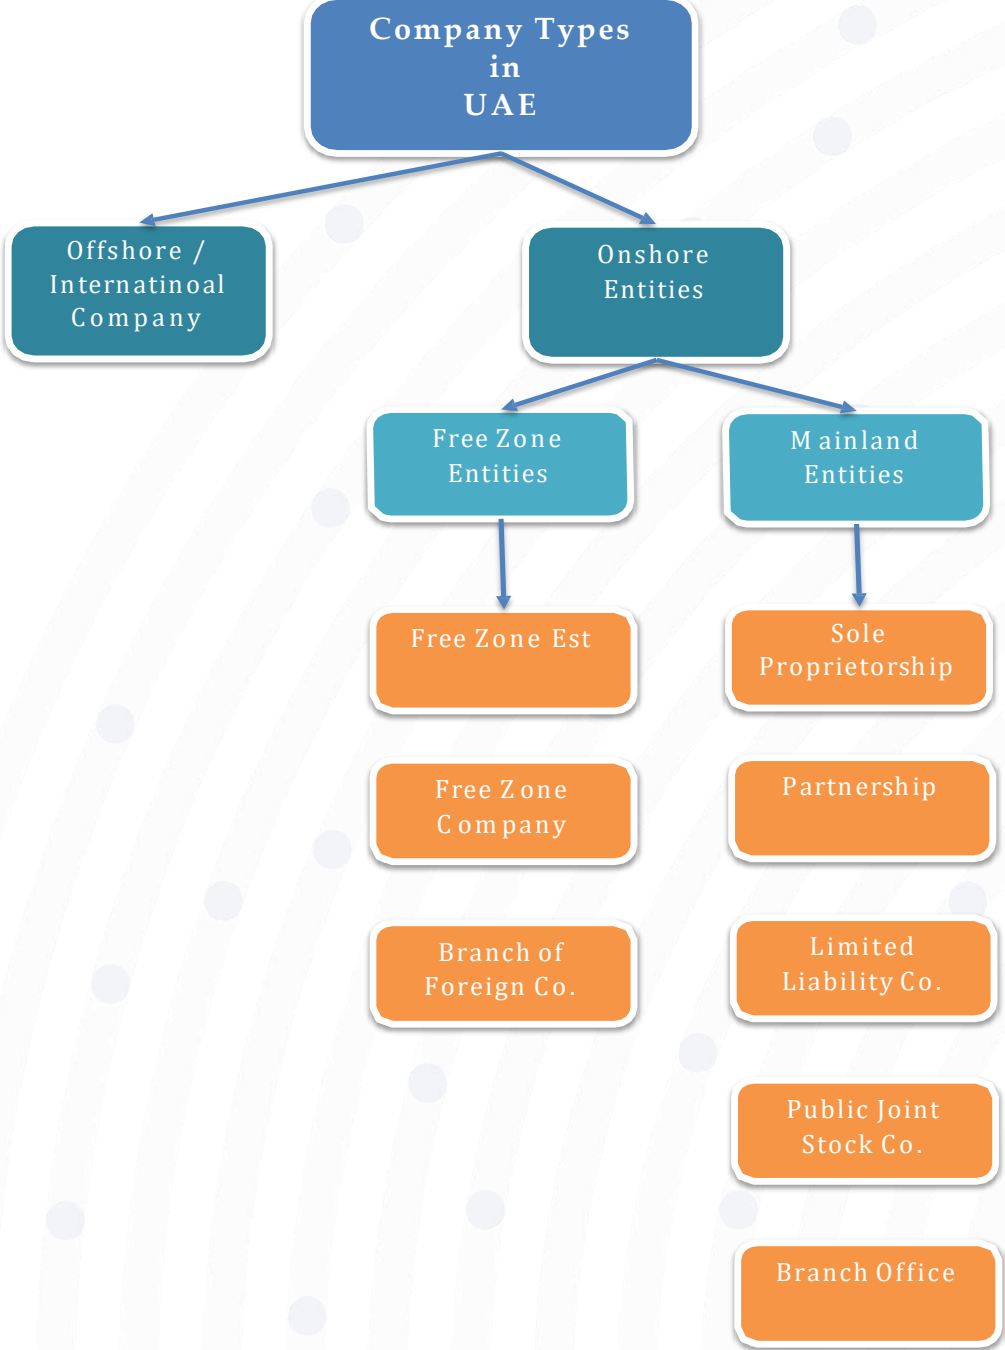 Company Types
in
UAE
Offshore /
Internatinoal
Company
Onshore
Entities
Free Zone
Entities
Mainland
Entities
Free Zone Est
Free Zone
Company
Branch of
Foreign Co.
Sole
Proprietorship
Partnership
Limited
Liability Co.
Public Joint
Stock Co.
Branch Office